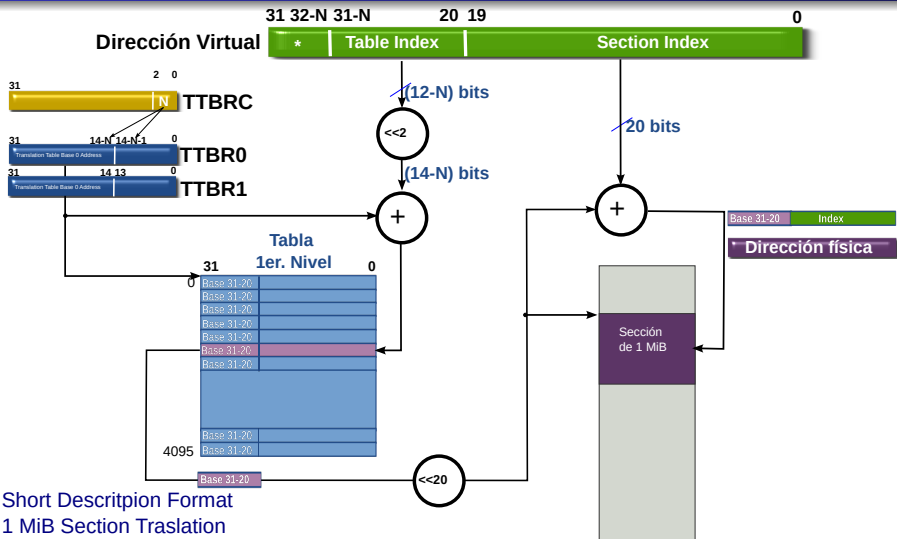 31 32-N 31-N 20 19 0
Dirección Virtual * Table Index Section Index
31 2 0
N TTBRC
(12-N) bits
<<2
20 bits
31 14-N 14-N-1 0
Translation Table Base 0 Address TTBR0
31 14 13 0
Translation Table Base 0 Address TTBR1
(14-N) bits
+
+
Base 31-20 Index
Dirección física
Tabla
1er. Nivel
31 0
0 Base 31-20
Base 31-20
Base 31-20
Base 31-20
Base 31-20
Base 31-20
Base 31-20
Sección
de 1 MiB
Base 31-20
4095 Base 31-20
Base 31-20
<<20
Short Descritpion Format
1 MiB Section Traslation